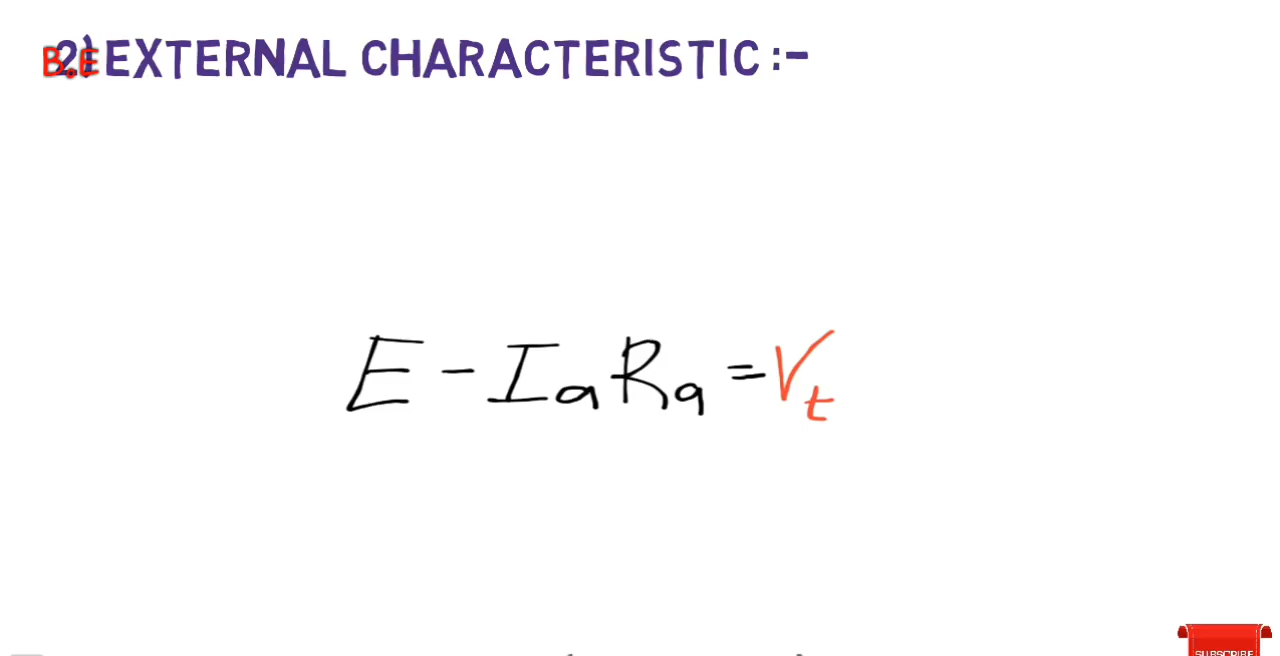 2) EXTERNAL CHARACTERISTIC :-
B.E
E - IaRa = Vt
SUBSCRIBE